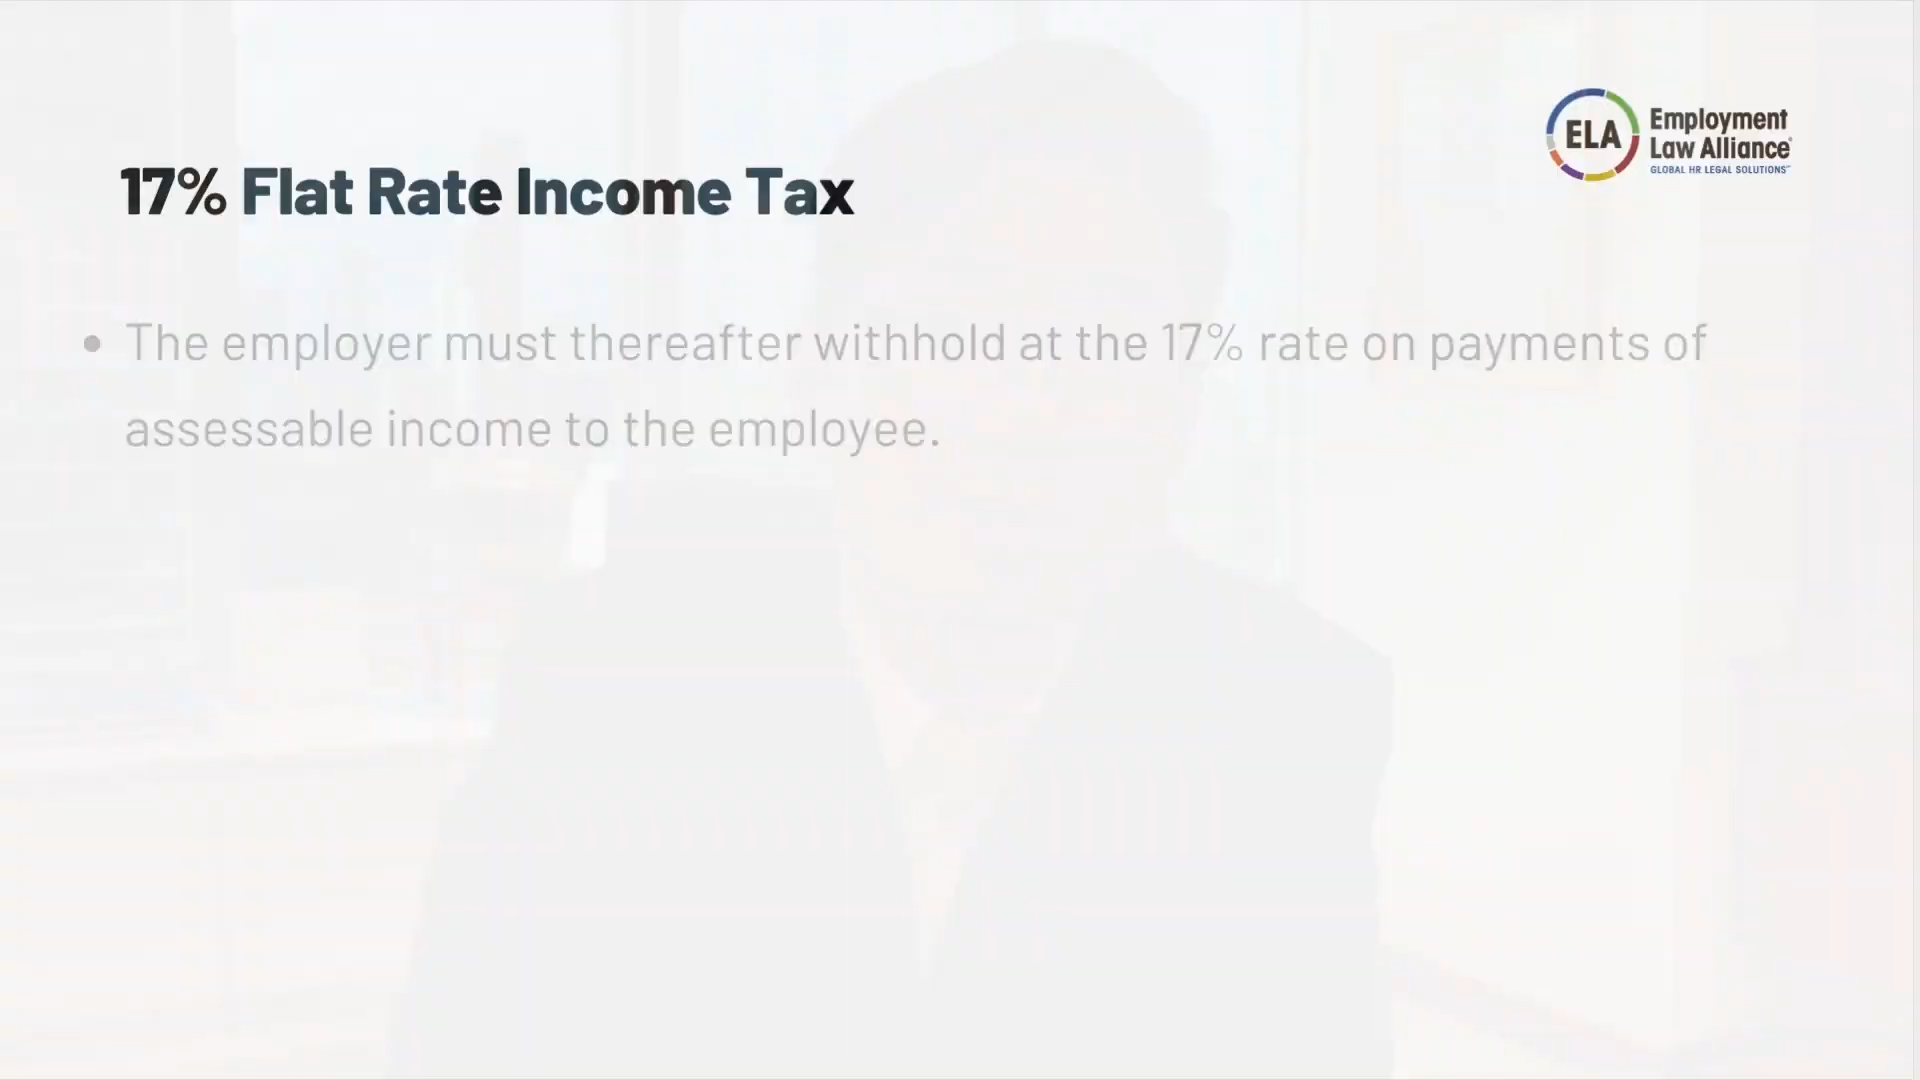 ELA Employment
Law Alliance
GLOBAL HR LEGAL SOLUTIONS
17% Flat Rate Income Tax
• The employer must thereafter withhold at the 17% rate on payments of
assessable income to the employee.